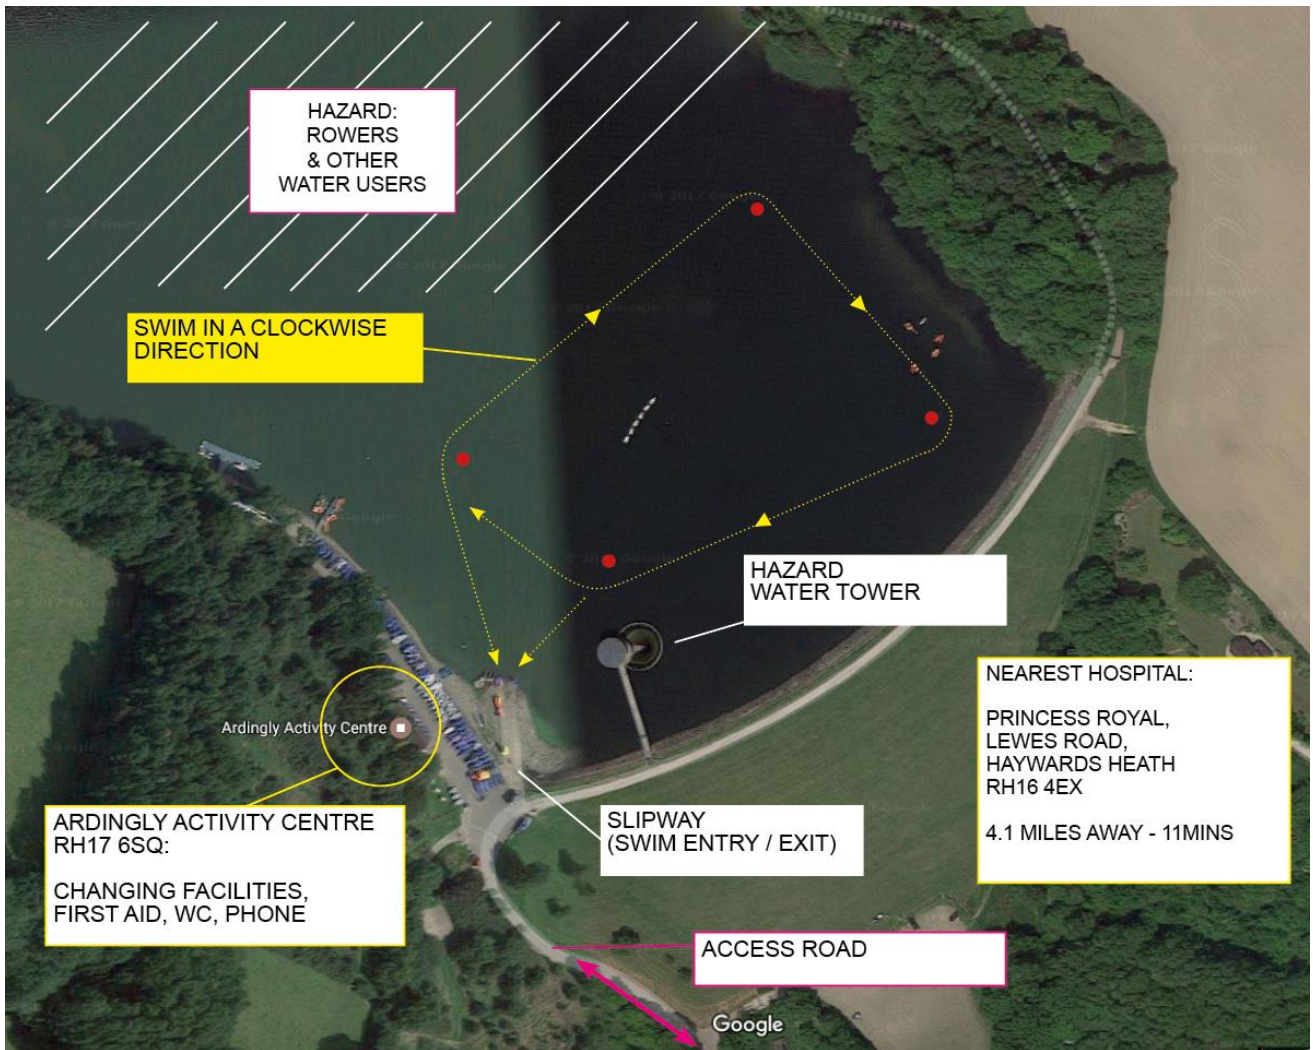 HAZARD:
ROWERS
& OTHER
WATER USERS
SWIM IN A CLOCKWISE
DIRECTION
HAZARD
WATER TOWER
NEAREST HOSPITAL:
PRINCESS ROYAL,
LEWES ROAD,
HAYWARDS HEATH
RH16 4EX
4.1 MILES AWAY - 11MINS
Ardingly Activity Centre
ARDINGLY ACTIVITY CENTRE
RH17 6SQ:
CHANGING FACILITIES,
FIRST AID, WC, PHONE
SLIPWAY
(SWIM ENTRY / EXIT)
ACCESS ROAD
Google